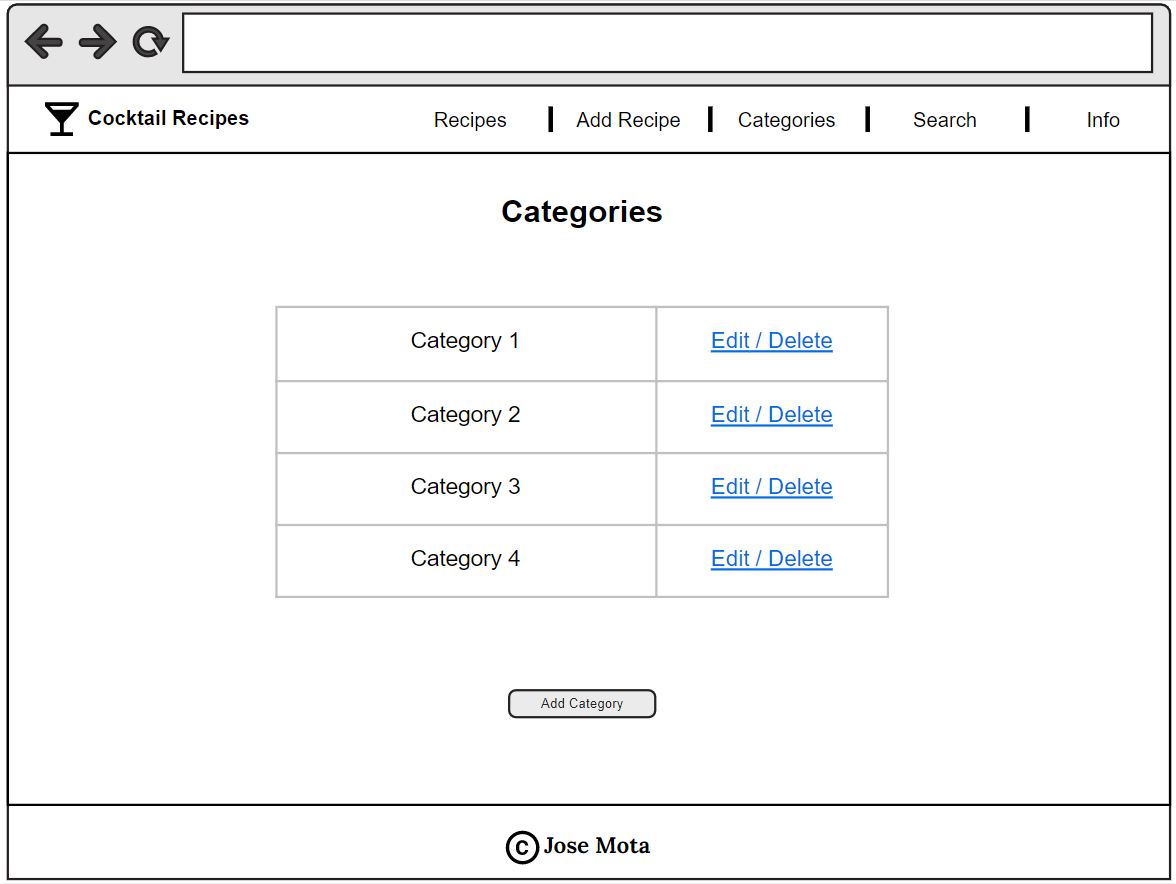 Cocktail Recipes
Recipes | Add Recipe | Categories | Search | Info
Categories
Category 1 Edit / Delete
Category 2 Edit / Delete
Category 3 Edit / Delete
Category 4 Edit / Delete
Add Category
© Jose Mota